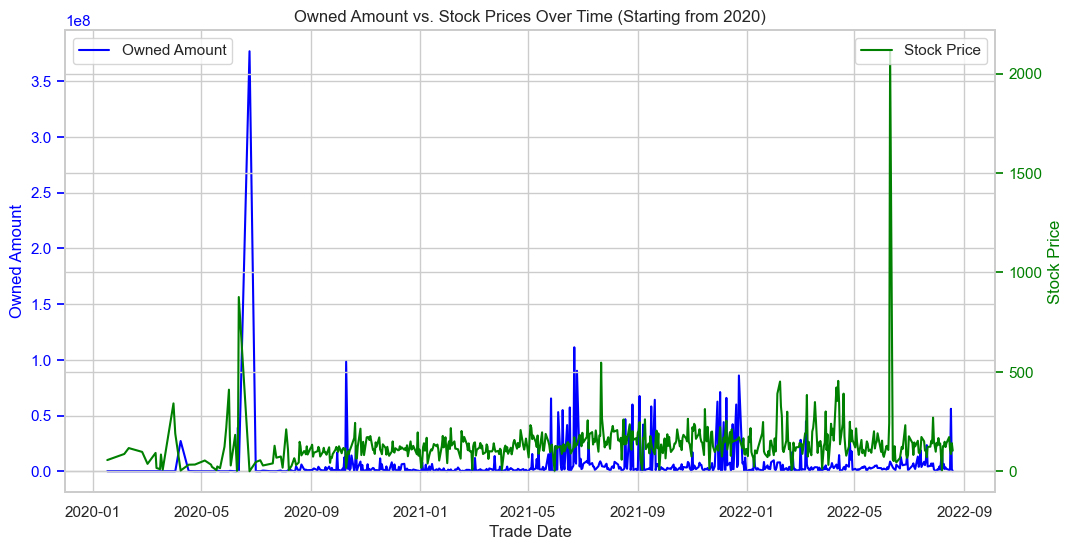 Owned Amount vs. Stock Prices Over Time (Starting from 2020)
1e8
Owned Amount
Stock Price
3.5
3.0
2.5
2.0
1.5
1.0
0.5
0.0
Owned Amount
2000
1500
1000
500
0
Stock Price
2020-01 2020-05 2020-09 2021-01 2021-05 2021-09 2022-01 2022-05 2022-09
Trade Date